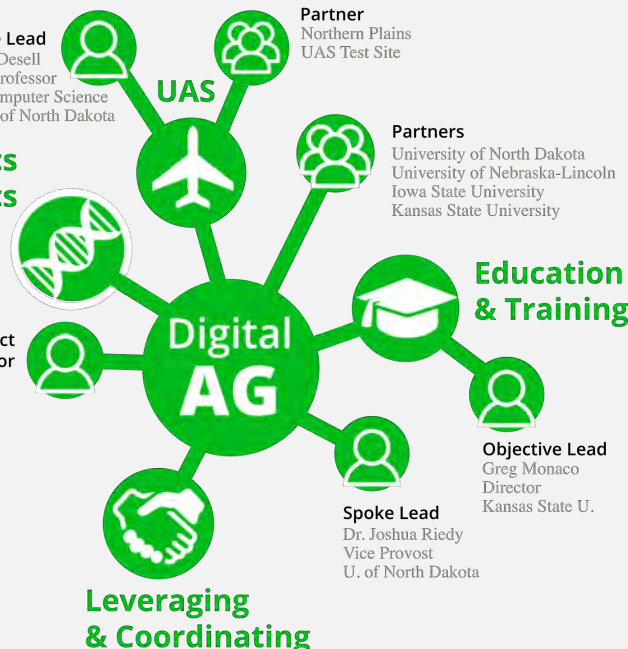 Partner
Northern Plains
UAS Test Site
Lead
Desell
rofessor
mputer Science
of North Dakota
UAS
Partners
University of North Dakota
University of Nebraska-Lincoln
Iowa State University
Kansas State University
cs
cs
Education
& Training
Digital
AG
ct
or
Objective Lead
Greg Monaco
Director
Kansas State U.
Spoke Lead
Dr. Joshua Riedy
Vice Provost
U. of North Dakota
Leveraging
& Coordinating